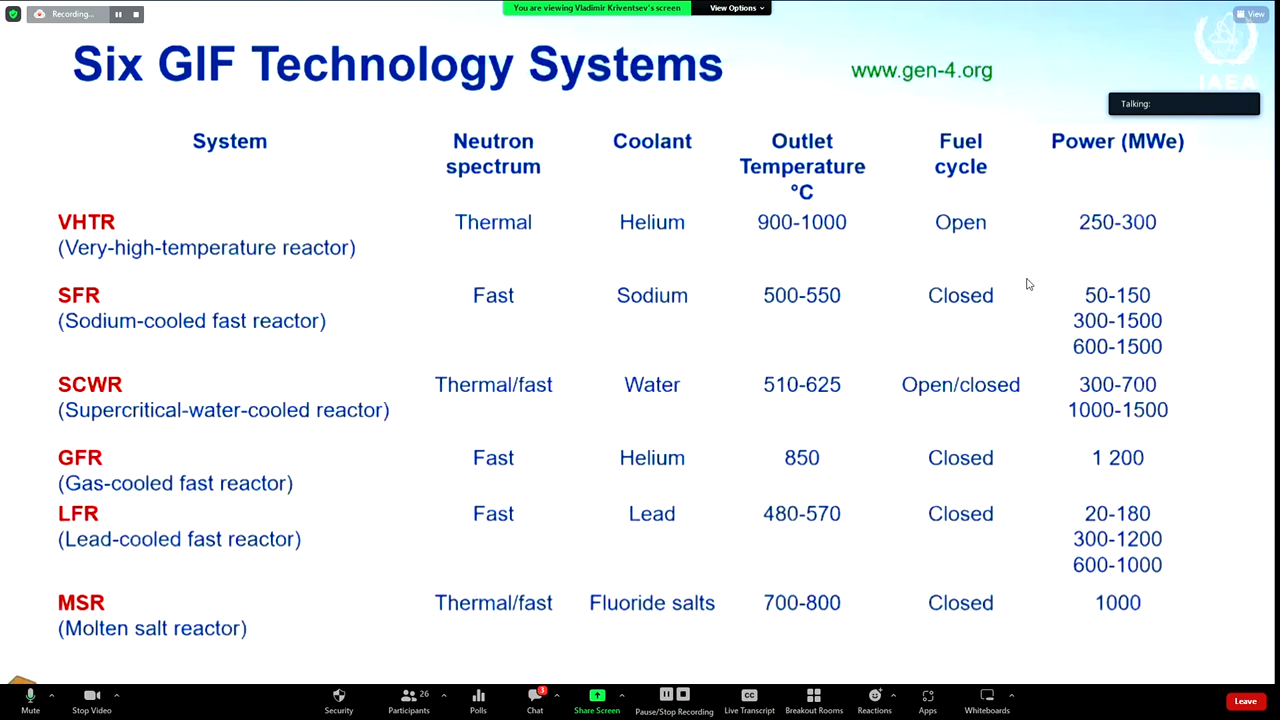 You are viewing Vladimir Kriventsev's screen
View Options
Recording...
View
Six GIF Technology Systems
www.gen-4.org
IAEA
Talking:
System Neutron spectrum Coolant Outlet Temperature °C Fuel cycle Power (MWe)
VHTR Thermal Helium 900-1000 Open 250-300
(Very-high-temperature reactor)
SFR Fast Sodium 500-550 Closed 50-150
(Sodium-cooled fast reactor) 300-1500
600-1500
SCWR Thermal/fast Water 510-625 Open/closed 300-700
(Supercritical-water-cooled reactor) 1000-1500
GFR Fast Helium 850 Closed 1 200
(Gas-cooled fast reactor)
LFR Fast Lead 480-570 Closed 20-180
(Lead-cooled fast reactor) 300-1200
600-1000
MSR Thermal/fast Fluoride salts 700-800 Closed 1000
(Molten salt reactor)
Mute Stop Video Security Participants 26 Polls Chat 3 Share Screen Pause/Stop Recording CC Live Transcript Breakout Rooms Reactions Apps Whiteboards Leave